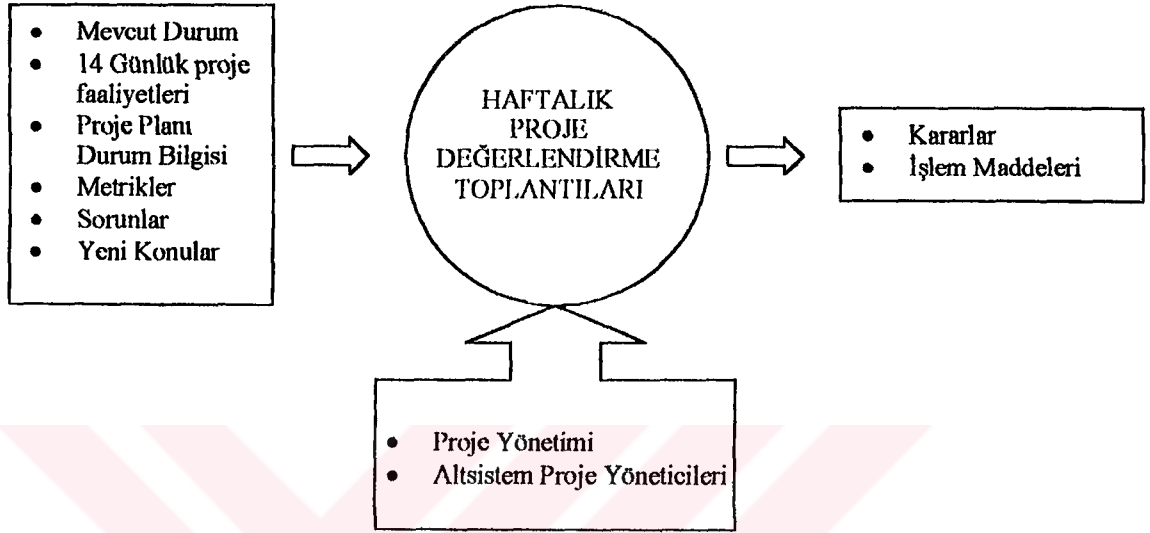 • Mevcut Durum
• 14 Günlük proje
faaliyetleri
• Proje Planı
Durum Bilgisi
• Metrikler
• Sorunlar
• Yeni Konular
HAFTALIK
PROJE
DEĞERLENDİRME
TOPLANTILARI
• Kararlar
• İşlem Maddeleri
• Proje Yönetimi
• Altsistem Proje Yöneticileri